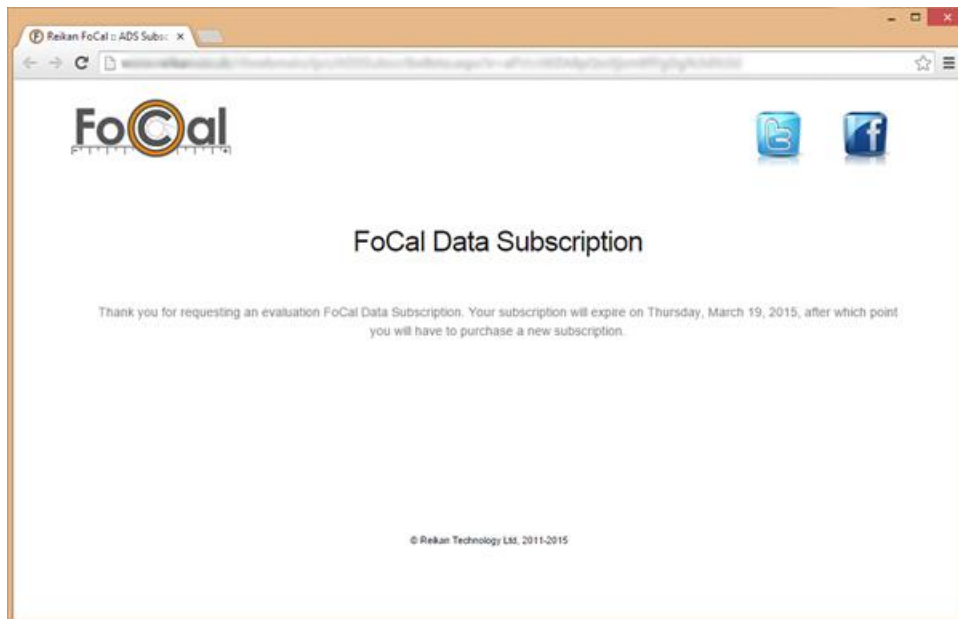 Reikan FoCal :: ADS Subs
FoCal
FoCal Data Subscription
Thank you for requesting an evaluation FoCal Data Subscription. Your subscription will expire on Thursday, March 19, 2015, after which point
you will have to purchase a new subscription.
© Reikan Technology Ltd, 2011-2015